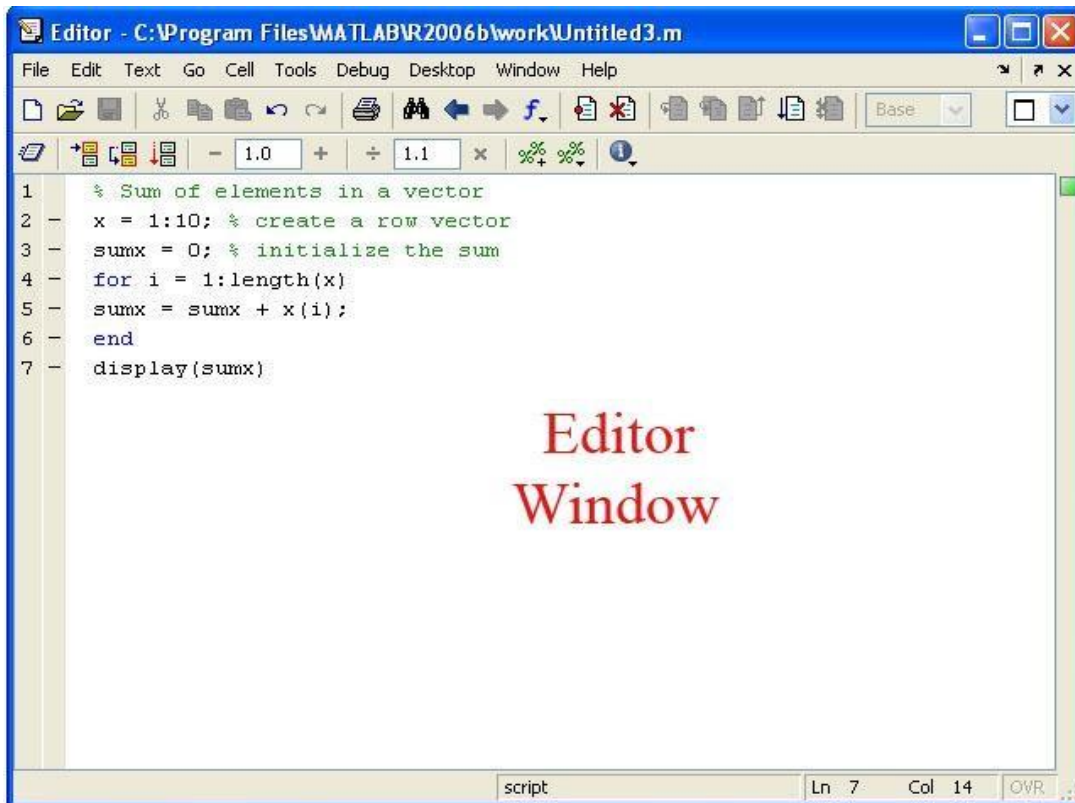 Editor - C:\Program Files\MATLAB\R2006b\work\Untitled3.m
File Edit Text Go Cell Tools Debug Desktop Window Help
Base
- 1.0 + ÷ 1.1 ×
1 % Sum of elements in a vector
2 - x = 1:10; % create a row vector
3 - sumx = 0; % initialize the sum
4 - for i = 1:length(x)
5 - sumx = sumx + x(i);
6 - end
7 - display(sumx)
Editor
Window
script Ln 7 Col 14 OVR